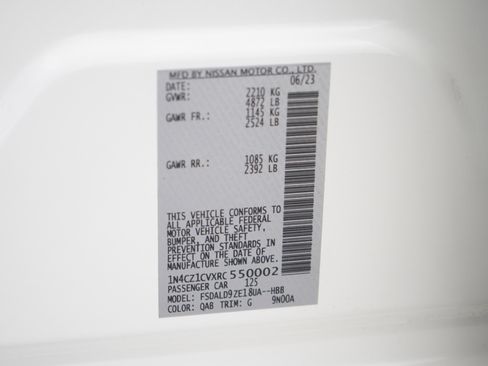 MFD BY NISSAN MOTOR CO., LTD.
DATE: 06/23
GVWR: 2210 KG
4872 LB
GAWR FR.: 1145 KG
2524 LB
GAWR RR.: 1085 KG
2392 LB
THIS VEHICLE CONFORMS TO
ALL APPLICABLE FEDERAL
MOTOR VEHICLE SAFETY,
BUMPER, AND THEFT
PREVENTION STANDARDS IN
EFFECT ON THE DATE OF
MANUFACTURE SHOWN ABOVE.
1N4CZ1CVXRC550002
PASSENGER CAR 125
MODEL: FSDALD9ZE18UA--HBB
COLOR: QAB TRIM: G 9N00A